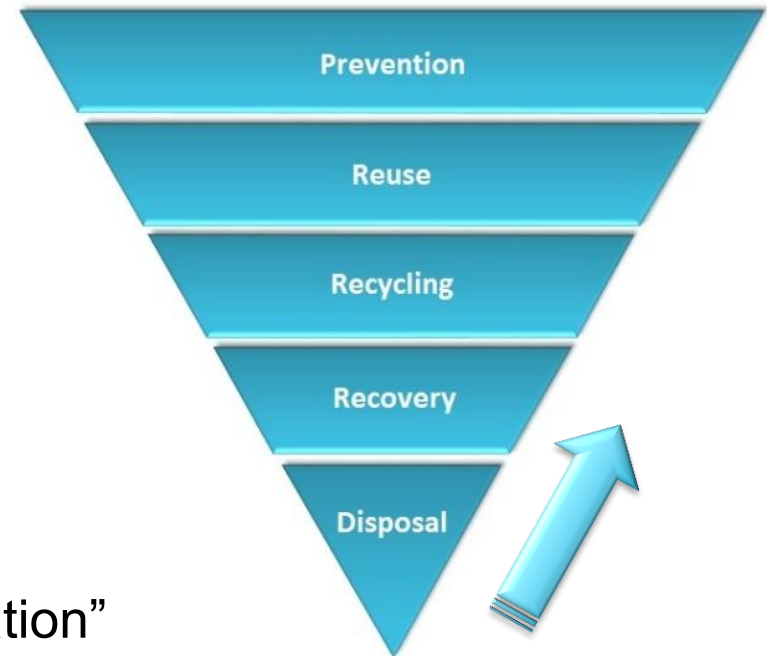 Prevention
Reuse
Recycling
Recovery
Disposal
tion”